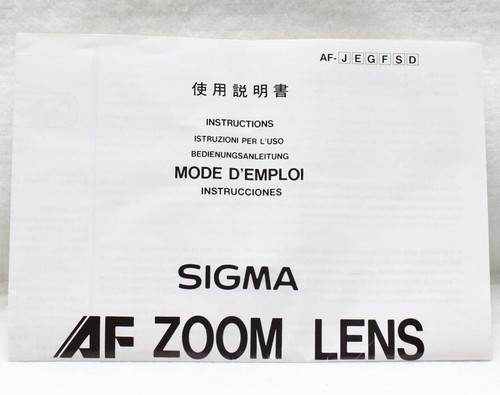 AF-JEGFSD
使用説明書
INSTRUCTIONS
ISTRUZIONI PER L'USO
BEDIENUNGSANLEITUNG
MODE D'EMPLOI
INSTRUCCIONES
SIGMA
AF ZOOM LENS